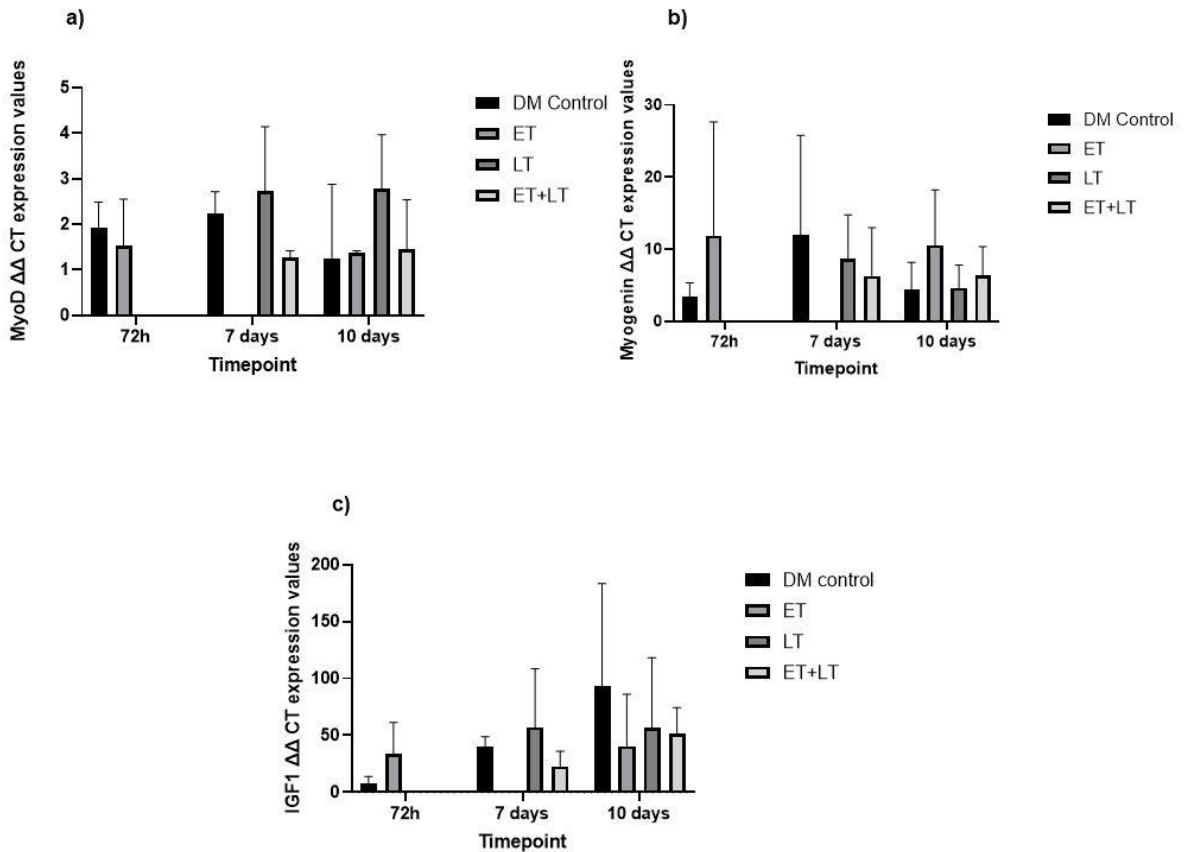 a)
MyoD ΔΔ CT expression values
5
4
3
2
1
0
72h 7 days 10 days
Timepoint
DM Control
ET
LT
ET+LT
b)
Myogenin ΔΔ CT expression values
30
20
10
0
72h 7 days 10 days
Timepoint
DM Control
ET
LT
ET+LT
c)
IGF1 ΔΔ CT expression values
200
150
100
50
0
72h 7 days 10 days
Timepoint
DM control
ET
LT
ET+LT